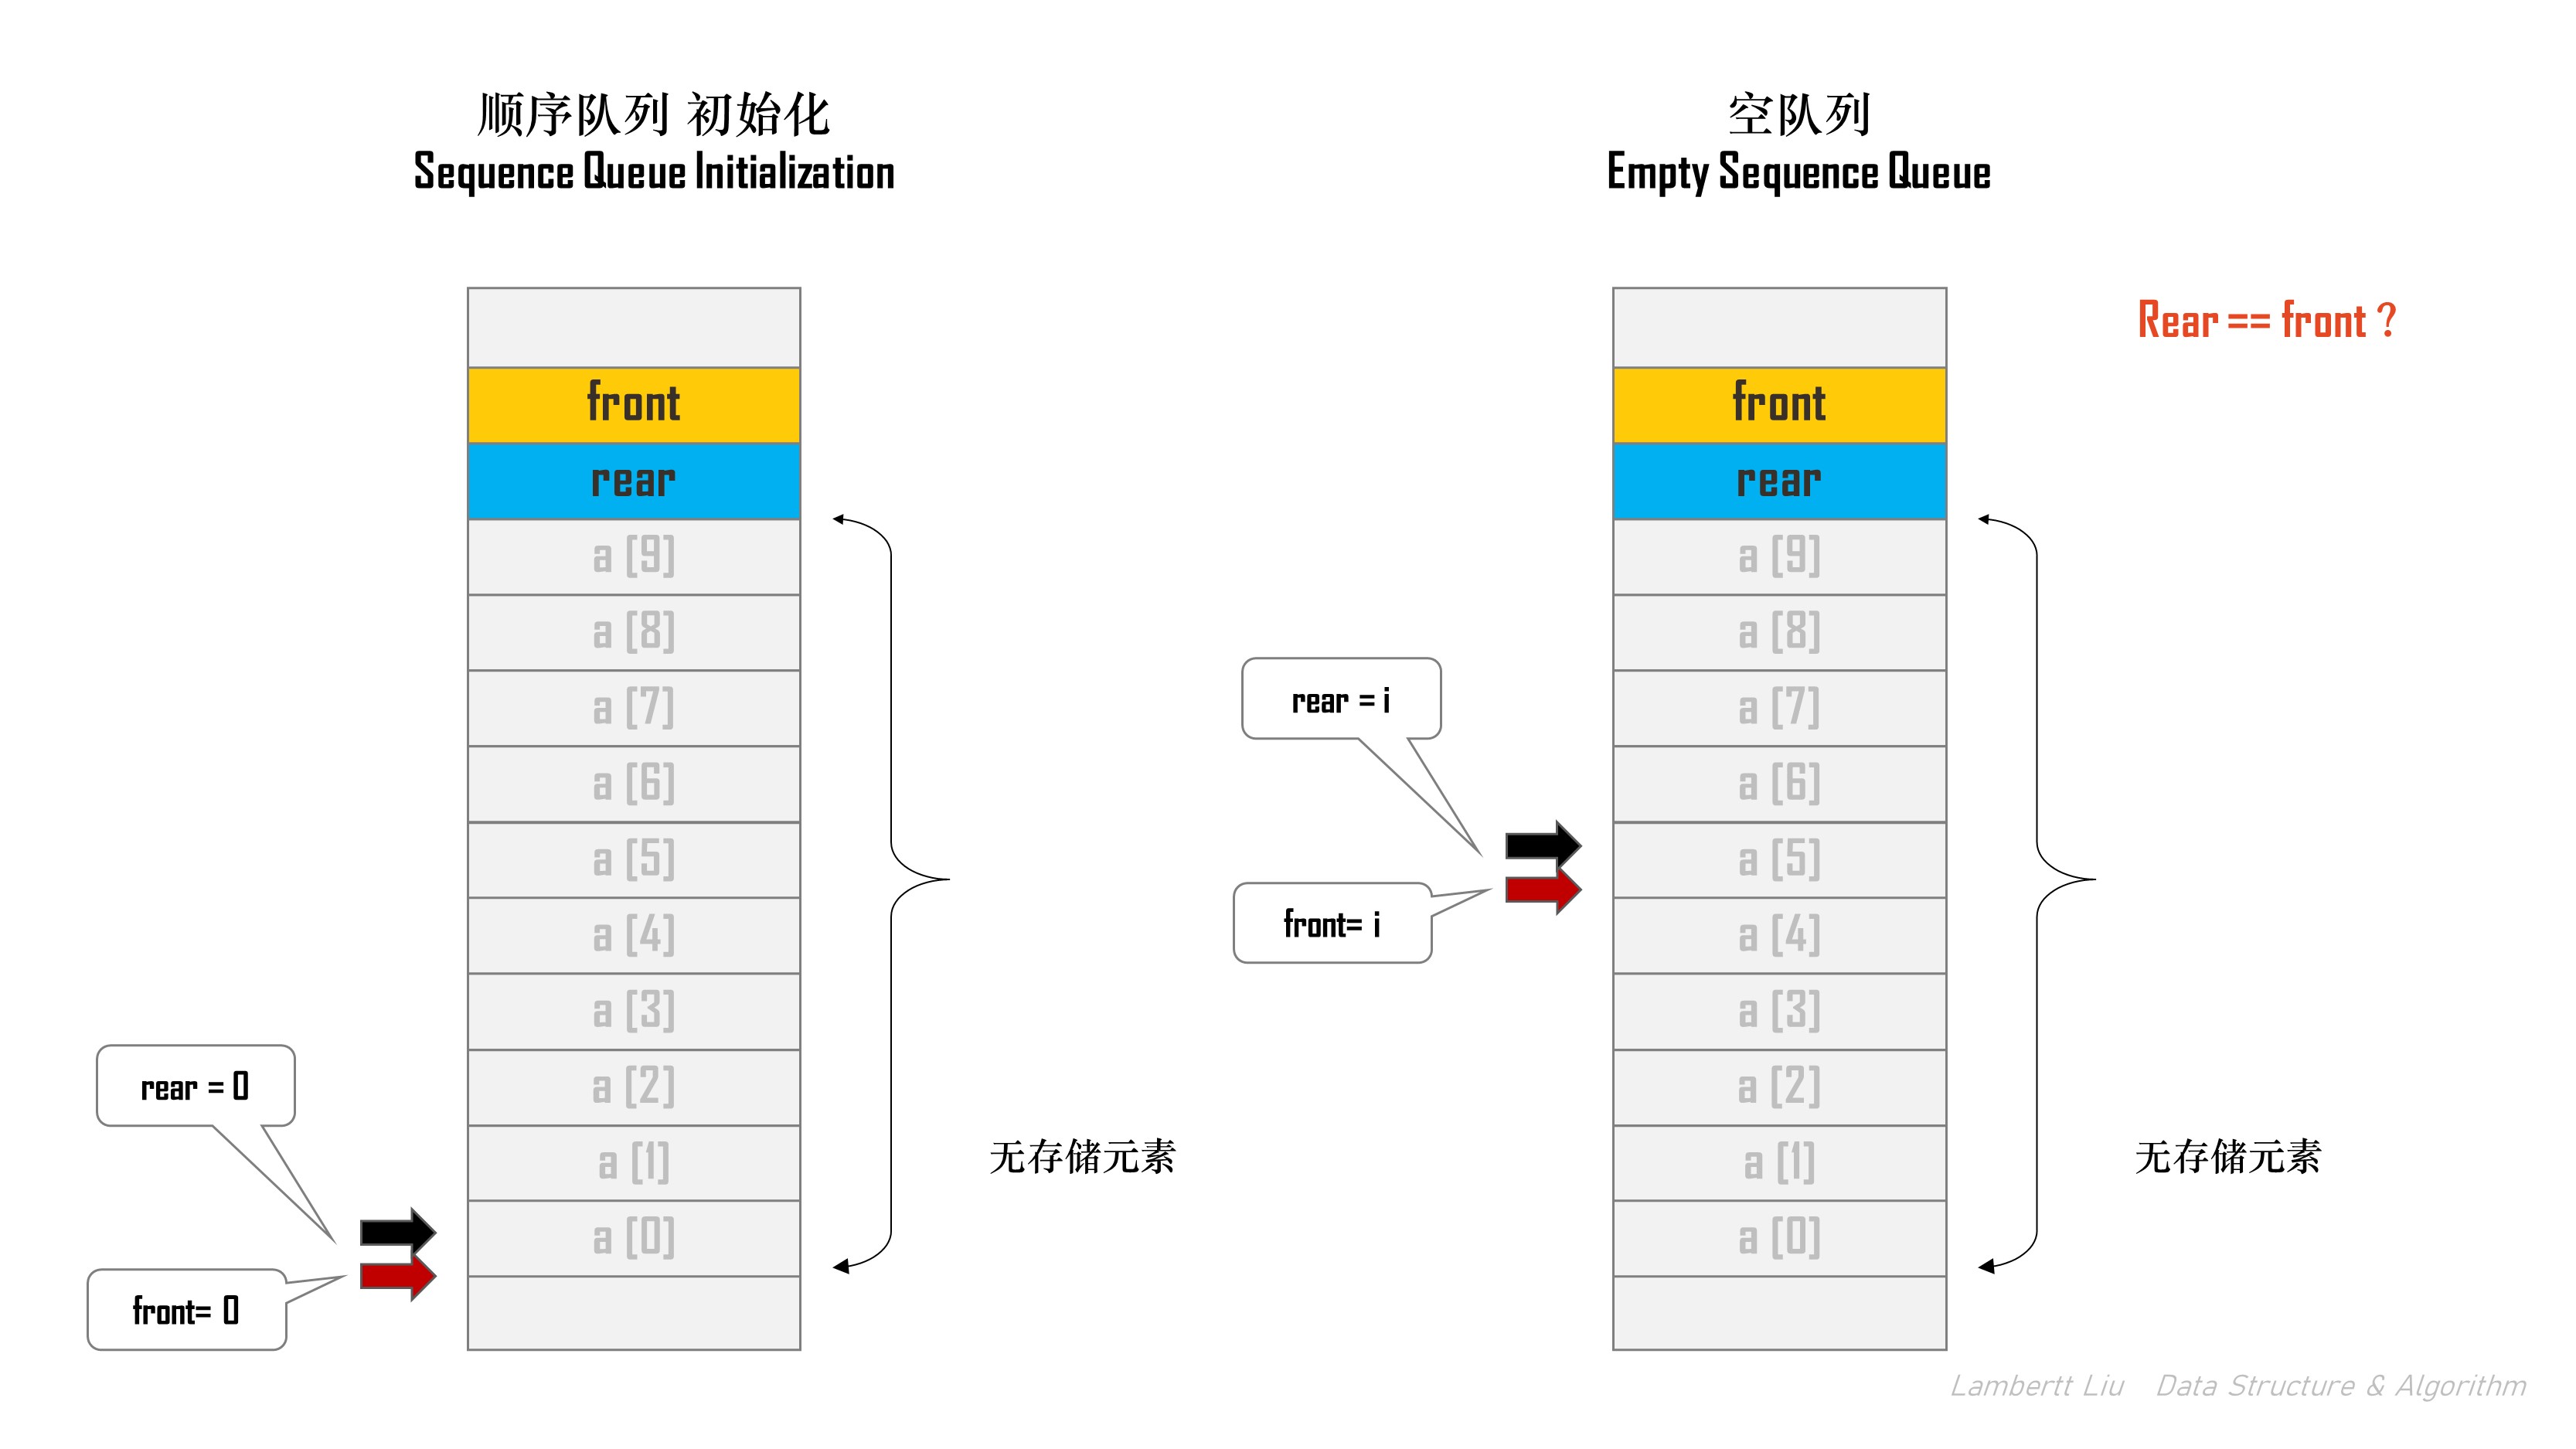 顺序队列 初始化
Sequence Queue Initialization
front
rear
a [9]
a [8]
a [7]
a [6]
a [5]
a [4]
a [3]
a [2]
a [1]
a [0]
rear = 0
front= 0
无存储元素
空队列
Empty Sequence Queue
Rear == front ?
front
rear
a [9]
a [8]
a [7]
a [6]
a [5]
a [4]
a [3]
a [2]
a [1]
a [0]
rear = i
front= i
无存储元素
Lambertt Liu Data Structure & Algorithm